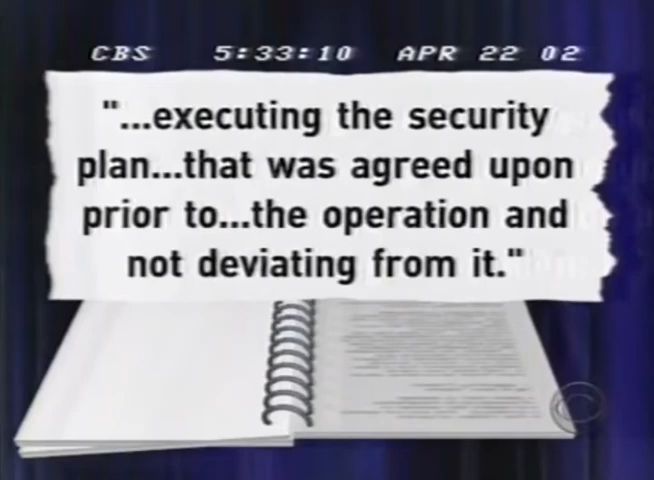 CBS 5:33:10 APR 22 02
"...executing the security
plan...that was agreed upon
prior to...the operation and
not deviating from it."